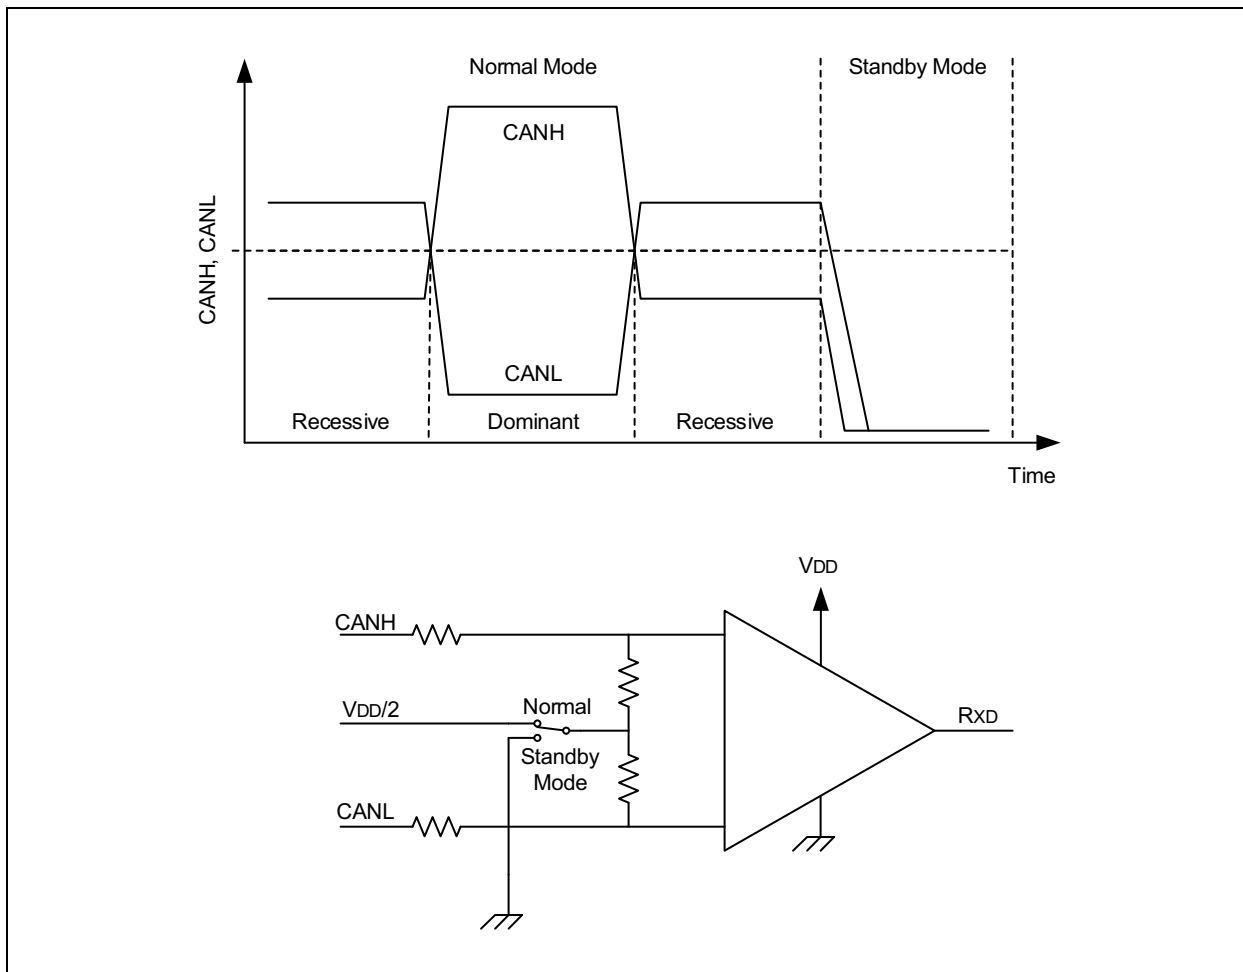 Normal Mode
Standby Mode
CANH
CANH, CANL
CANL
Recessive
Dominant
Recessive
Time
VDD
CANH
Normal
VDD/2
RXD
Standby
Mode
CANL